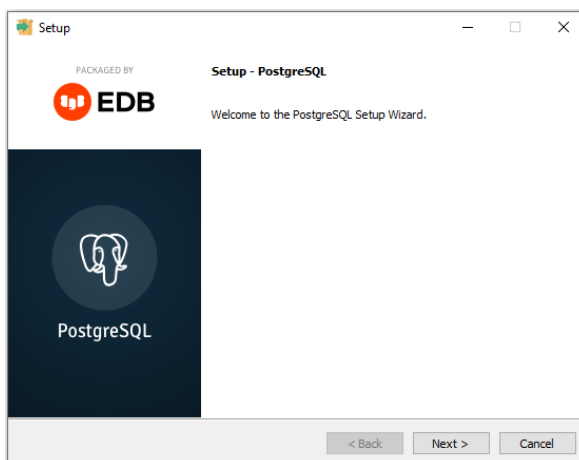 Setup
PACKAGED BY
EDB
Setup - PostgreSQL
Welcome to the PostgreSQL Setup Wizard.
PostgreSQL
< Back
Next >
Cancel